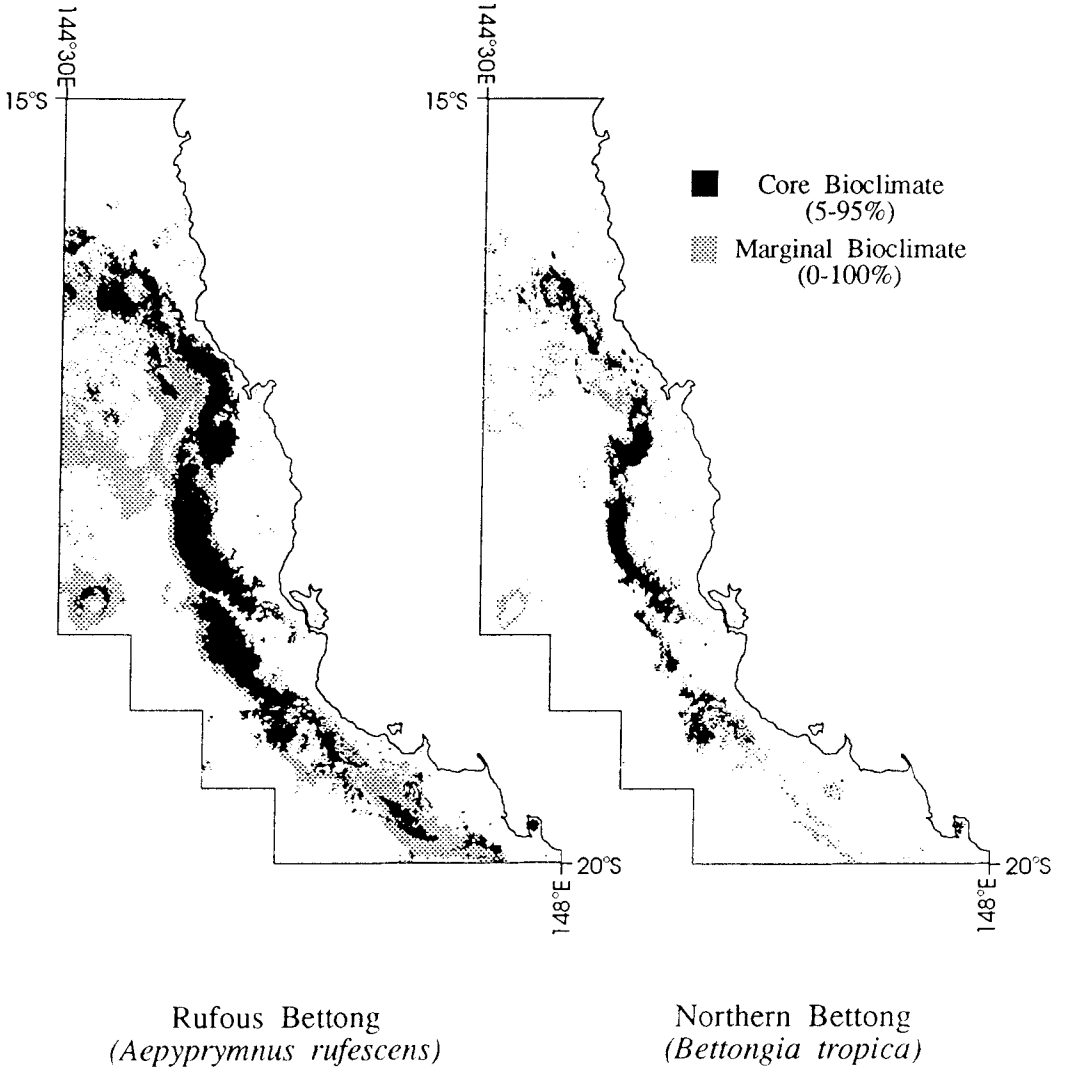 144°30E
144°30E
15°S
15°S
Core Bioclimate
(5-95%)
Marginal Bioclimate
(0-100%)
20°S
20°S
148°E
148°E
Rufous Bettong
(Aepyprymnus rufescens)
Northern Bettong
(Bettongia tropica)